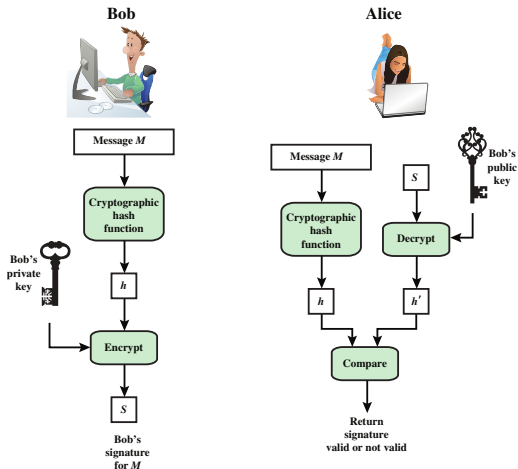 Bob
Message M
Cryptographic
hash
function
Bob's
private
key
h
Encrypt
S
Bob's
signature
for M
Alice
Message M
Cryptographic
hash
function
h
S
Bob's
public
key
Decrypt
h'
Compare
Return
signature
valid or not valid